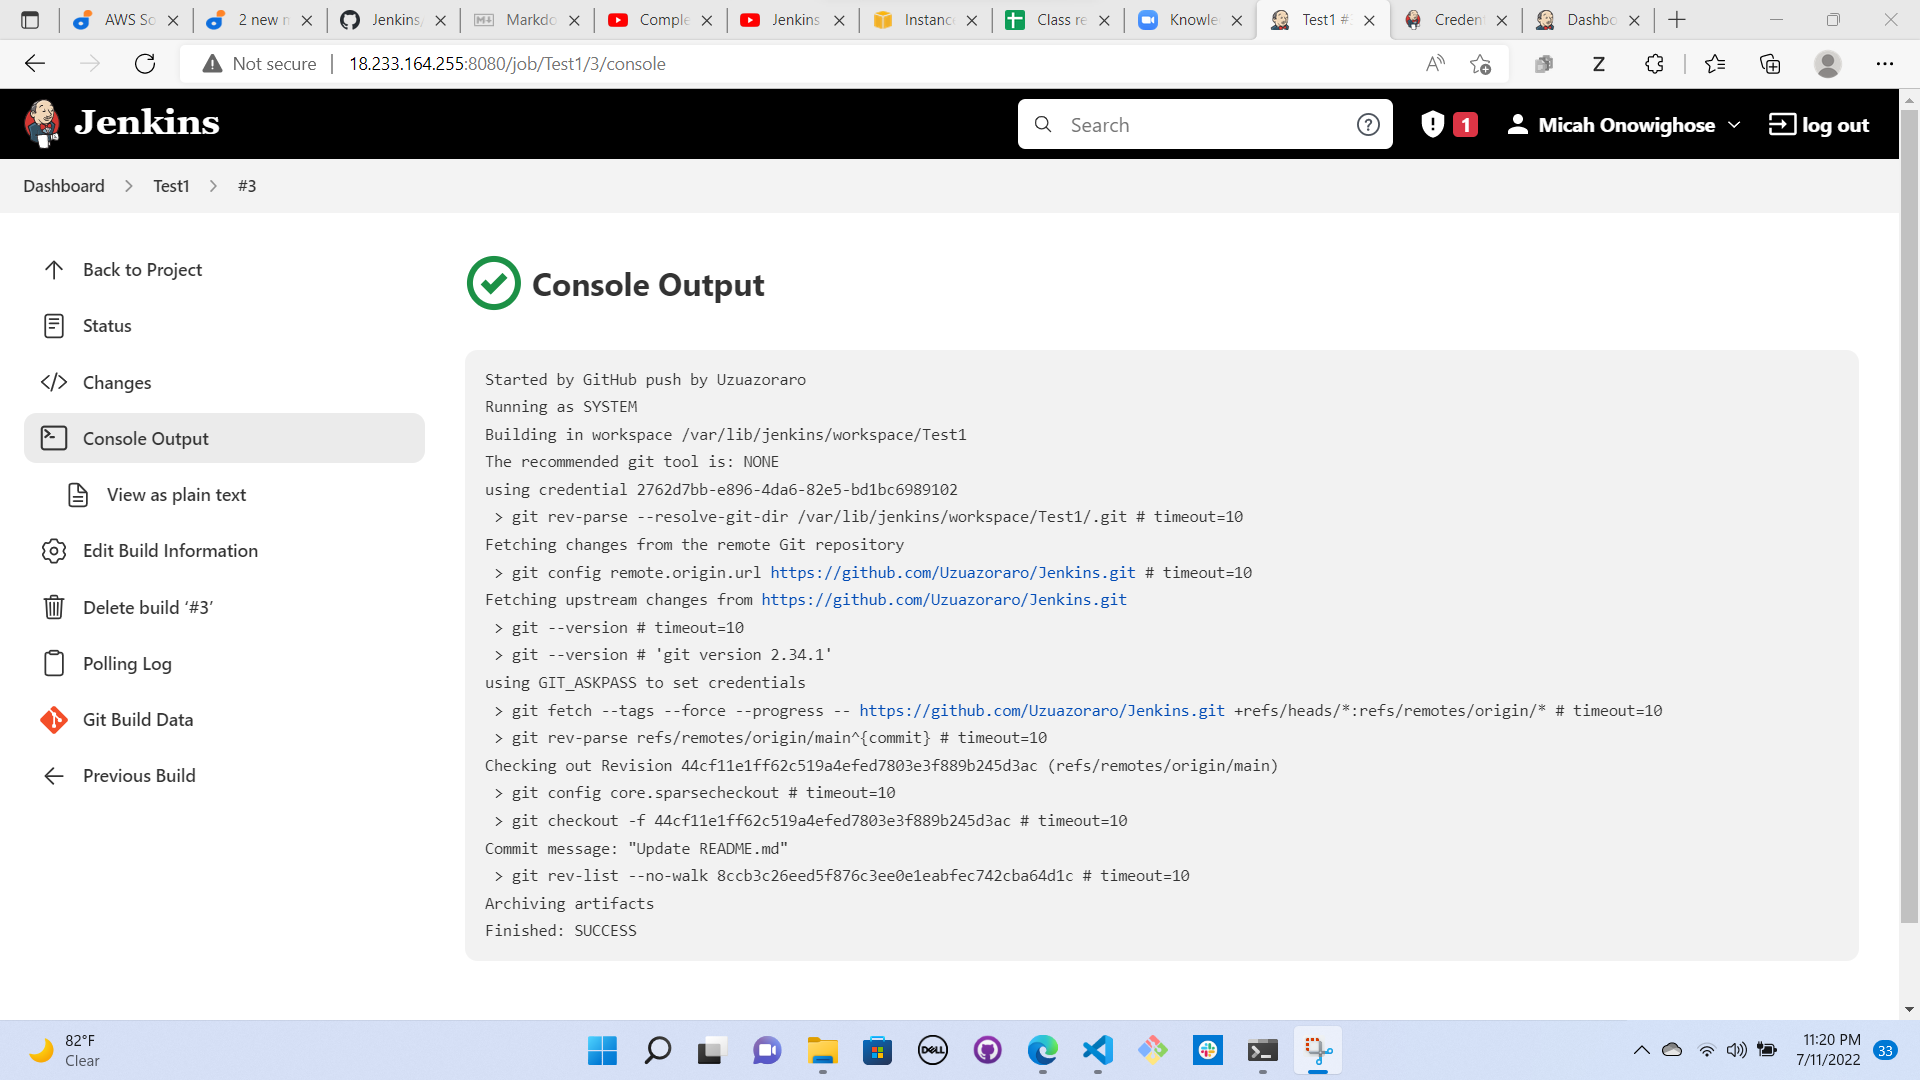 AWS So
2 new n
Jenkins/
Markdo
Comple
Jenkins
Instanc
Class re
Knowle
Test1 #
Creden
Dashbo
Not secure
18.233.164.255:8080/job/Test1/3/console
Jenkins
Search
1
Micah Onowighose
log out
Dashboard
Test1
#3
Back to Project
Status
Changes
Console Output
View as plain text
Edit Build Information
Delete build ‘#3’
Polling Log
Git Build Data
Previous Build
Console Output
Started by GitHub push by Uzuazoraro
Running as SYSTEM
Building in workspace /var/lib/jenkins/workspace/Test1
The recommended git tool is: NONE
using credential 2762d7bb-e896-4da6-82e5-bd1bc6989102
> git rev-parse --resolve-git-dir /var/lib/jenkins/workspace/Test1/.git # timeout=10
Fetching changes from the remote Git repository
> git config remote.origin.url https://github.com/Uzuazoraro/Jenkins.git # timeout=10
Fetching upstream changes from https://github.com/Uzuazoraro/Jenkins.git
> git --version # timeout=10
> git --version # 'git version 2.34.1'
using GIT_ASKPASS to set credentials
> git fetch --tags --force --progress -- https://github.com/Uzuazoraro/Jenkins.git +refs/heads/*:refs/remotes/origin/* # timeout=10
> git rev-parse refs/remotes/origin/main^{commit} # timeout=10
Checking out Revision 44cf11e1ff62c519a4efed7803e3f889b245d3ac (refs/remotes/origin/main)
> git config core.sparsecheckout # timeout=10
> git checkout -f 44cf11e1ff62c519a4efed7803e3f889b245d3ac # timeout=10
Commit message: "Update README.md"
> git rev-list --no-walk 8ccb3c26eed5f876c3ee0e1eabfec742cba64d1c # timeout=10
Archiving artifacts
Finished: SUCCESS
82°F
Clear
DELL
11:20 PM
7/11/2022
33